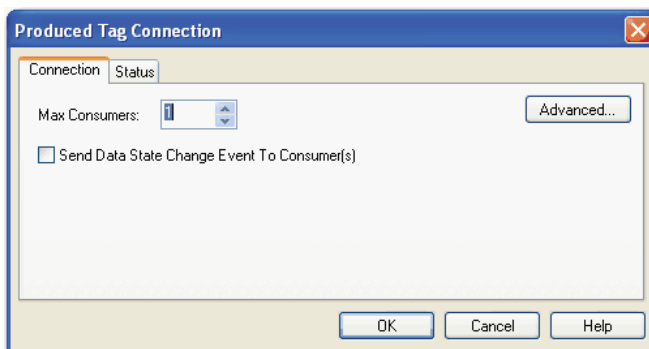 Produced Tag Connection
Connection Status
Max Consumers: 1
Advanced...
Send Data State Change Event To Consumer(s)
OK Cancel Help